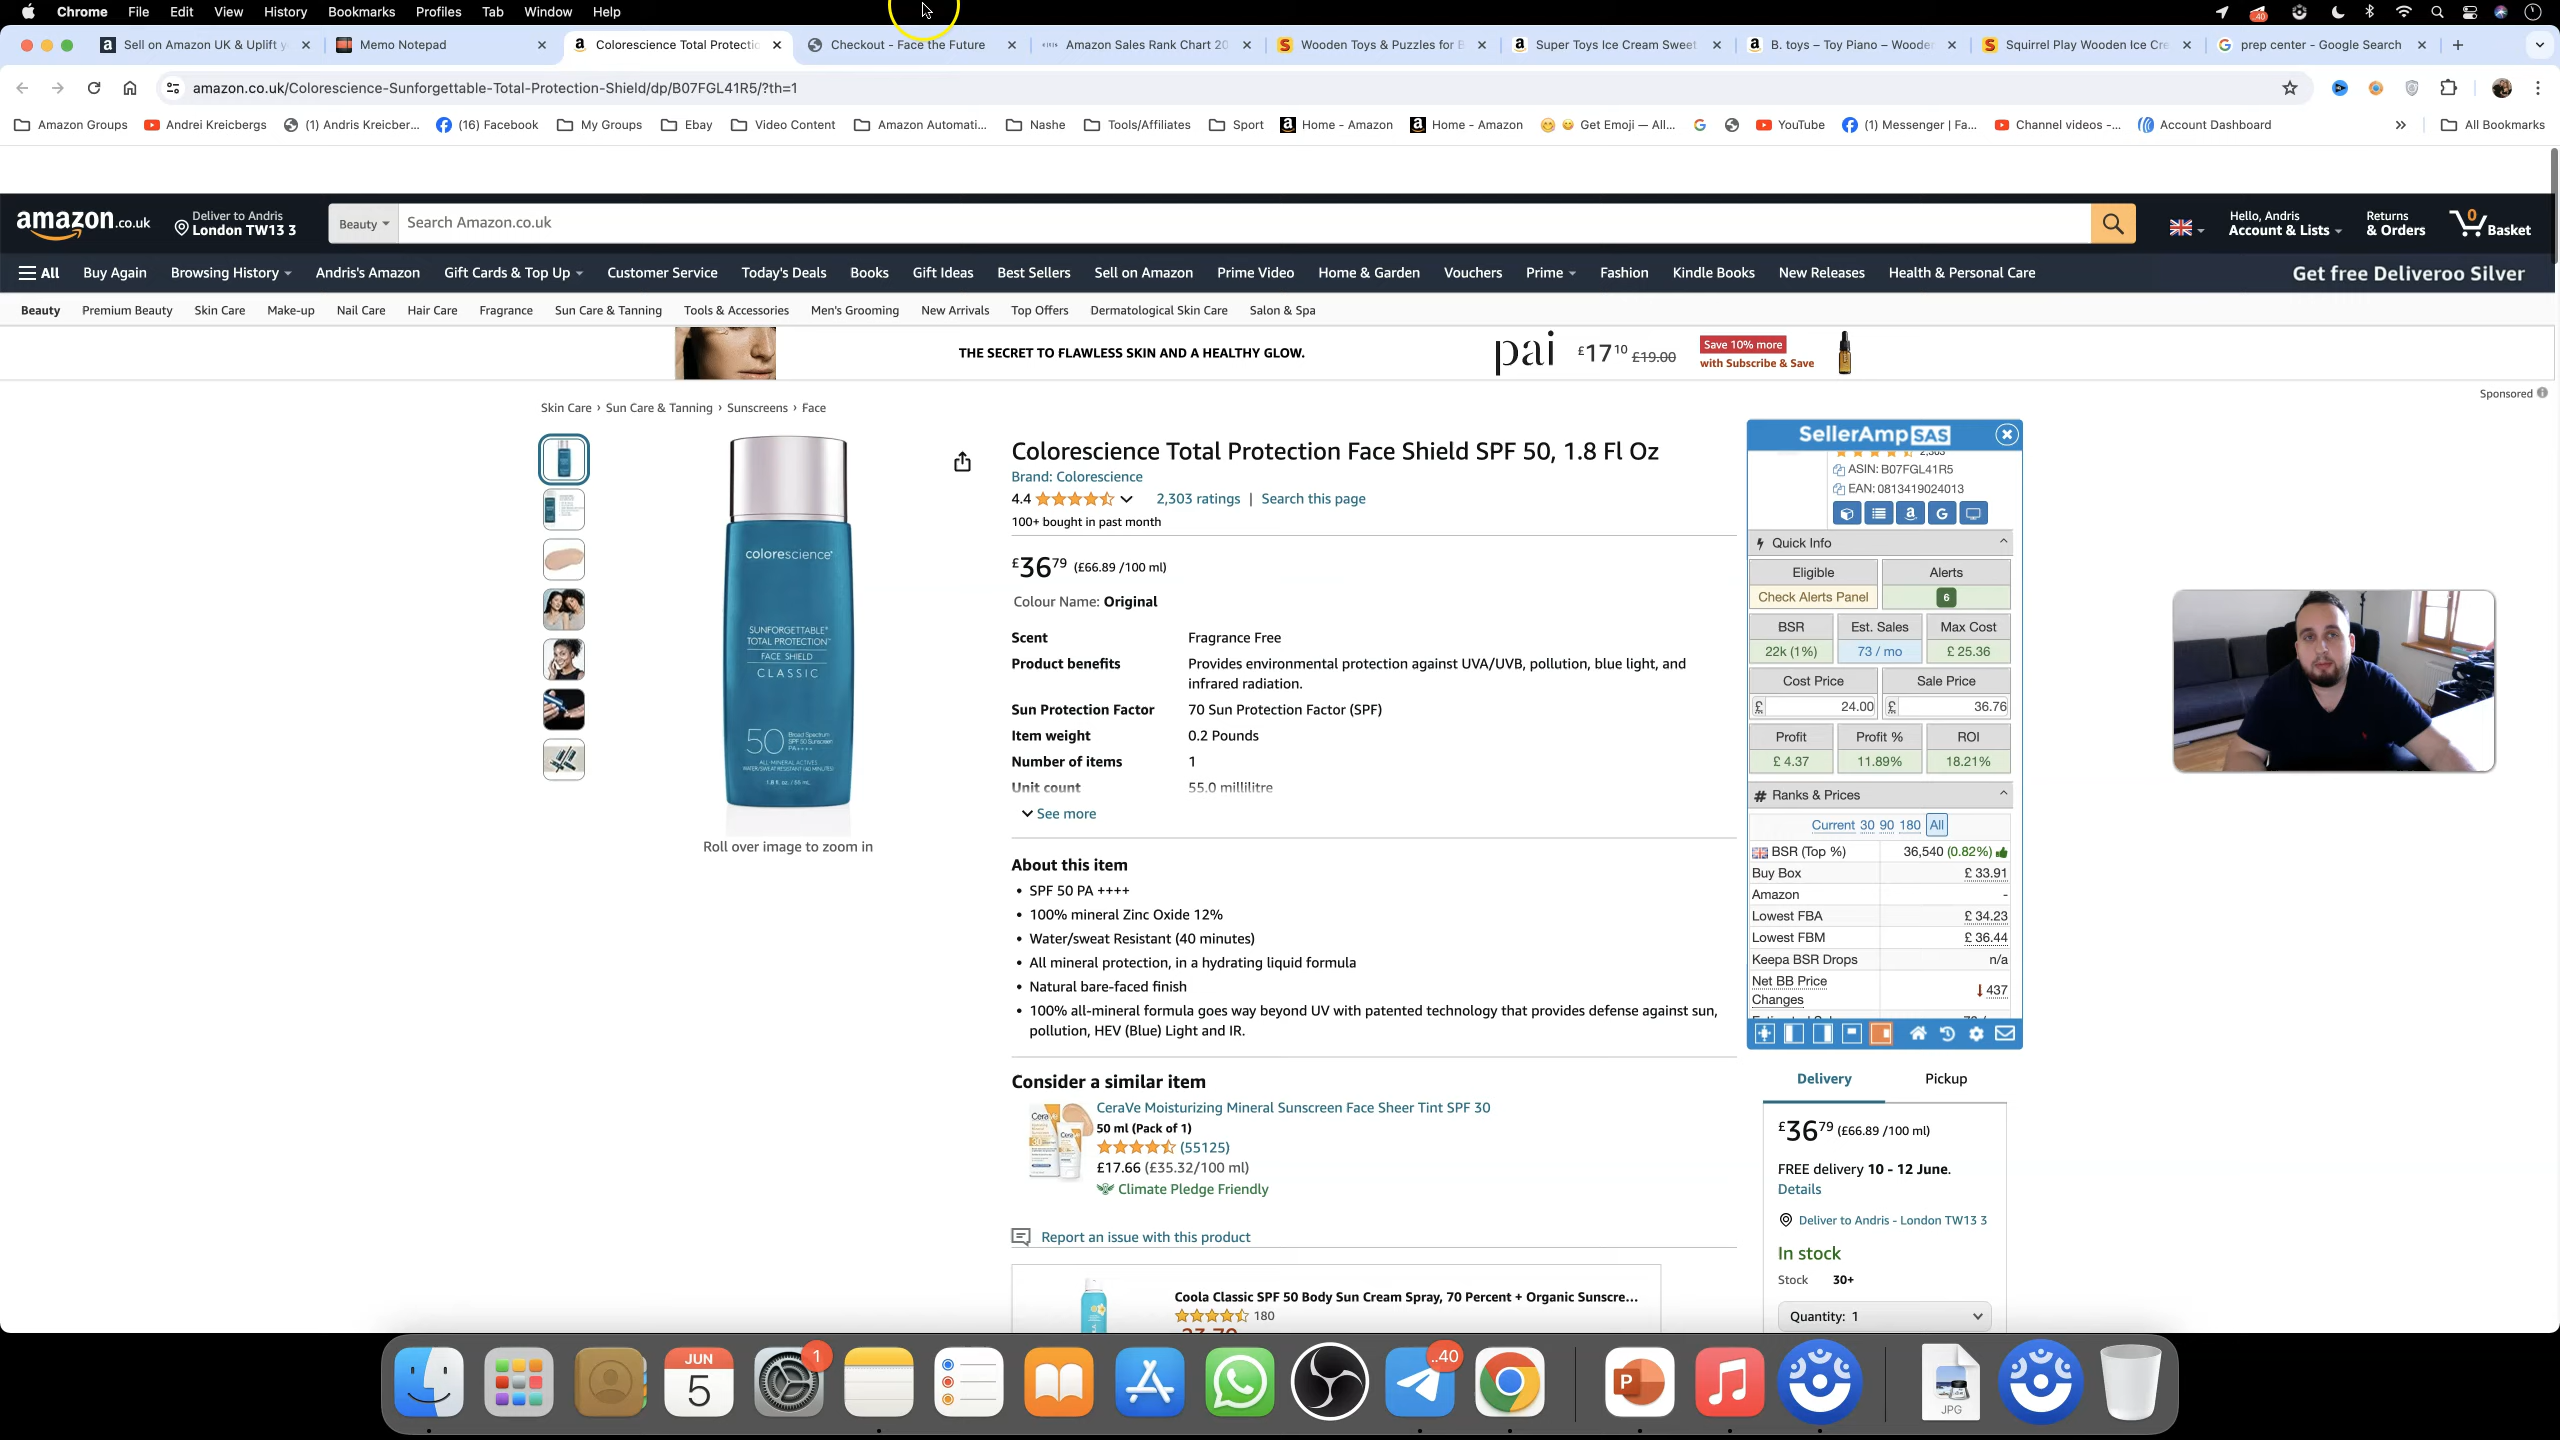 Chrome File Edit View History Bookmarks Profiles Tab Window Help
Sell on Amazon UK & Uplift y
Memo Notepad
Colorescience Total Protectio
Checkout - Face the Future
Amazon Sales Rank Chart 20
Wooden Toys & Puzzles for B
Super Toys Ice Cream Sweet
B. toys – Toy Piano – Woode
Squirrel Play Wooden Ice Cre
prep center - Google Search
amazon.co.uk/Colorescience-Sunforgettable-Total-Protection-Shield/dp/B07FGL41R5/?th=1
Amazon Groups Andrei Kreicbergs (1) Andris Kreicber... (16) Facebook My Groups Ebay Video Content Amazon Automati... Nashe Tools/Affiliates Sport Home - Amazon Home - Amazon Get Emoji — All... YouTube (1) Messenger | Fa... Channel videos -... Account Dashboard All Bookmarks
amazon.co.uk
Deliver to Andris
London TW13 3
Beauty
Search Amazon.co.uk
Hello, Andris
Account & Lists
Returns
& Orders
0
Basket
All Buy Again Browsing History Andris's Amazon Gift Cards & Top Up Customer Service Today's Deals Books Gift Ideas Best Sellers Sell on Amazon Prime Video Home & Garden Vouchers Prime Fashion Kindle Books New Releases Health & Personal Care
Get free Deliveroo Silver
Beauty Premium Beauty Skin Care Make-up Nail Care Hair Care Fragrance Sun Care & Tanning Tools & Accessories Men's Grooming New Arrivals Top Offers Dermatological Skin Care Salon & Spa
THE SECRET TO FLAWLESS SKIN AND A HEALTHY GLOW.
pai
£17.10 £19.00
Save 10% more
with Subscribe & Save
Sponsored
Skin Care › Sun Care & Tanning › Sunscreens › Face
colorescience
SUNFORGETTABLE
TOTAL PROTECTION
FACE SHIELD
CLASSIC
50
Roll over image to zoom in
Colorescience Total Protection Face Shield SPF 50, 1.8 Fl Oz
Brand: Colorescience
4.4
2,303 ratings | Search this page
100+ bought in past month
£36.79 (£66.89 /100 ml)
Colour Name: Original
Scent Fragrance Free
Product benefits Provides environmental protection against UVA/UVB, pollution, blue light, and
infrared radiation.
Sun Protection Factor 70 Sun Protection Factor (SPF)
Item weight 0.2 Pounds
Number of items 1
Unit count 55.0 millilitre
See more
About this item
• SPF 50 PA ++++
• 100% mineral Zinc Oxide 12%
• Water/sweat Resistant (40 minutes)
• All mineral protection, in a hydrating liquid formula
• Natural bare-faced finish
• 100% all-mineral formula goes way beyond UV with patented technology that provides defense against sun,
pollution, HEV (Blue) Light and IR.
Consider a similar item
CeraVe Moisturizing Mineral Sunscreen Face Sheer Tint SPF 30
50 ml (Pack of 1)
(55125)
£17.66 (£35.32/100 ml)
Climate Pledge Friendly
Report an issue with this product
Coola Classic SPF 50 Body Sun Cream Spray, 70 Percent + Organic Sunscre...
180
SellerAmp SAS
ASIN: B07FGL41R5
EAN: 0813419024013
Quick Info
Eligible Alerts
Check Alerts Panel 6
BSR Est. Sales Max Cost
22k (1%) 73 / mo £ 25.36
Cost Price Sale Price
£ 24.00 £ 36.76
Profit Profit % ROI
£ 4.37 11.89% 18.21%
Ranks & Prices
Current 30 90 180 All
BSR (Top %) 36,540 (0.82%)
Buy Box £ 33.91
Amazon -
Lowest FBA £ 34.23
Lowest FBM £ 36.44
Keepa BSR Drops n/a
Net BB Price
Changes 437
Delivery Pickup
£36.79 (£66.89 /100 ml)
FREE delivery 10 - 12 June.
Details
Deliver to Andris - London TW13 3
In stock
Stock 30+
Quantity: 1
JUN
5
1
..40
JPG